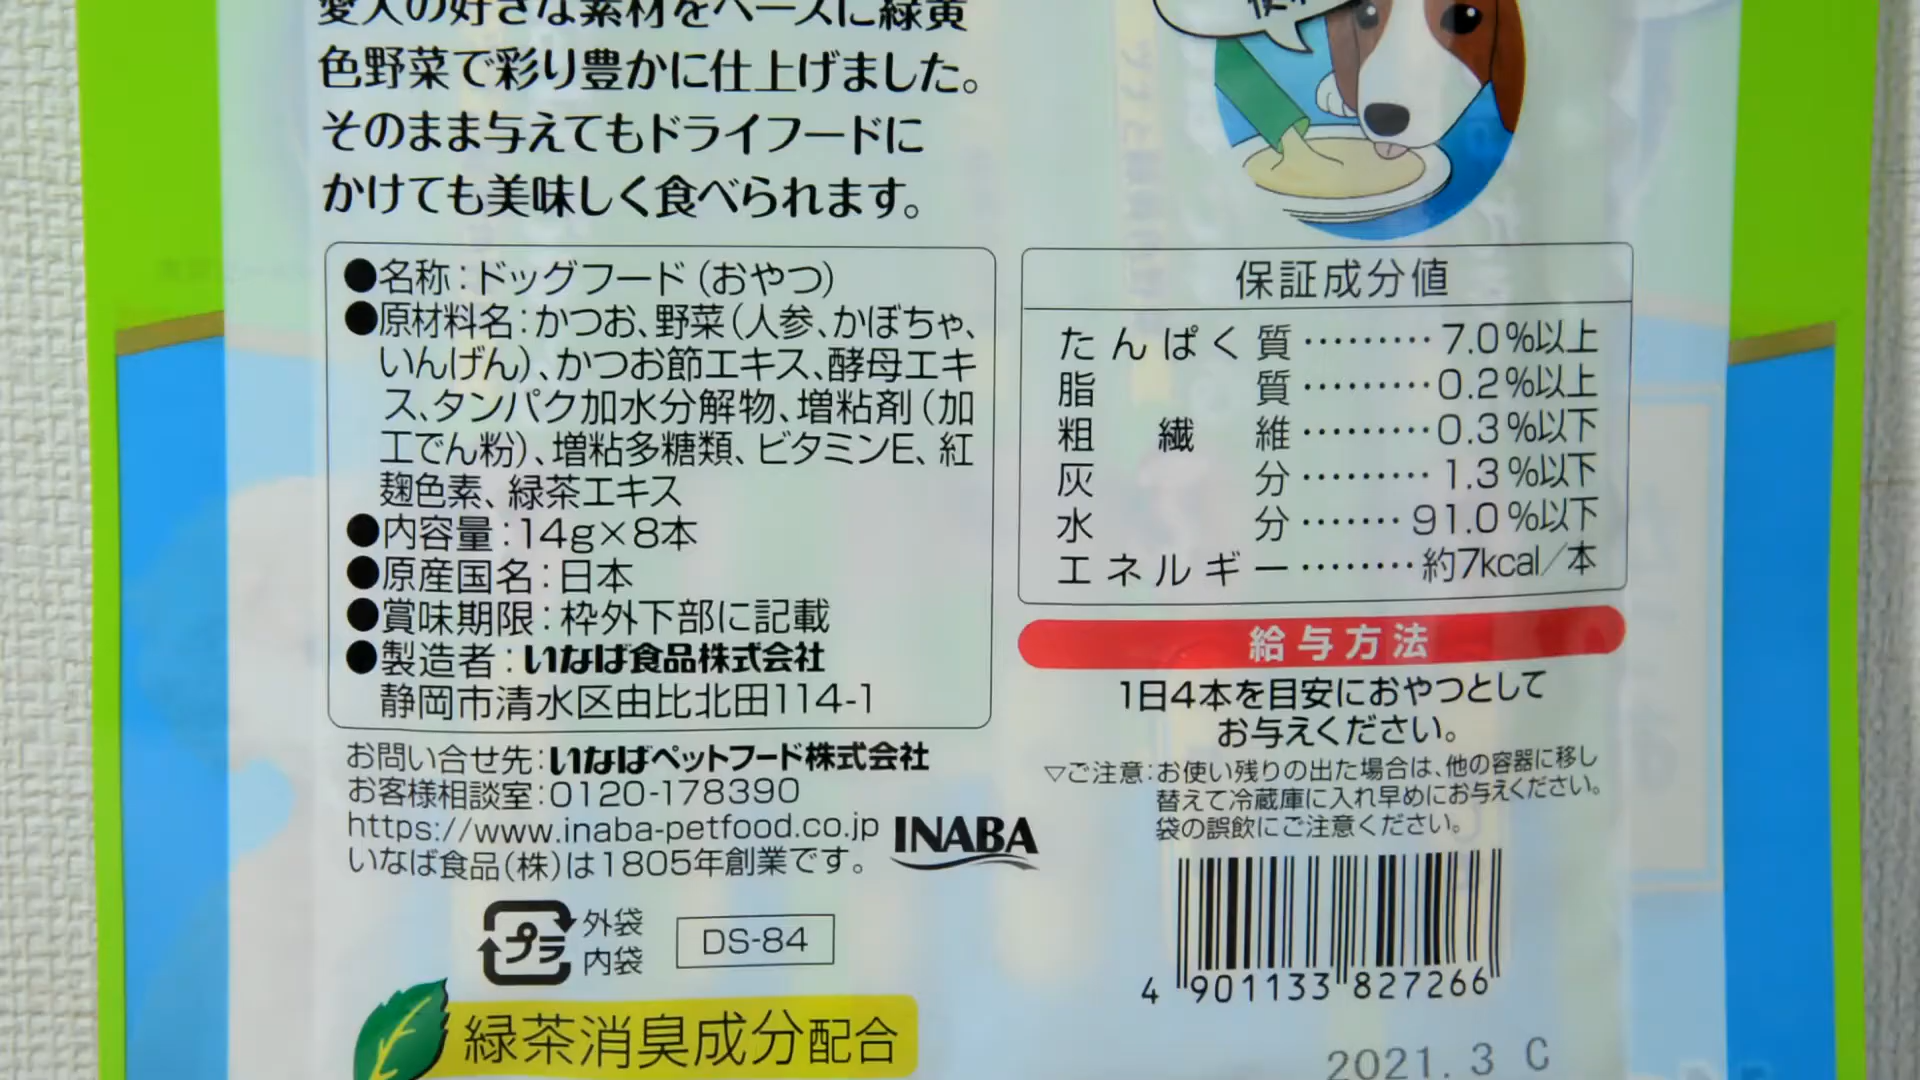 愛犬の好きな素材をベースに緑黄
色野菜で彩り豊かに仕上げました。
そのまま与えてもドライフードに
かけても美味しく食べられます。
●名称:ドッグフード(おやつ)
●原材料名:かつお、野菜(人参、かぼちゃ、
いんげん)、かつお節エキス、酵母エキ
ス、タンパク加水分解物、増粘剤(加
工でん粉)、増粘多糖類、ビタミンE、紅
麹色素、緑茶エキス
●内容量:14g×8本
●原産国名:日本
●賞味期限:枠外下部に記載
●製造者:いなば食品株式会社
静岡市清水区由比北田114-1
お問い合せ先:いなばペットフード株式会社
お客様相談室:0120-178390
https://www.inaba-petfood.co.jp
いなば食品(株)は1805年創業です。
INABA
プラ
外袋
内袋
DS-84
緑茶消臭成分配合
保証成分値
たんぱく質………7.0%以上
脂質………0.2%以上
粗繊維………0.3%以下
灰分………1.3%以下
水分………91.0%以下
エネルギー………約7kcal/本
給与方法
1日4本を目安におやつとして
お与えください。
▽ご注意:お使い残りの出た場合は、他の容器に移し
替えて冷蔵庫に入れ早めにお与えください。
袋の誤飲にご注意ください。
4 901133 827266
2021.3 C